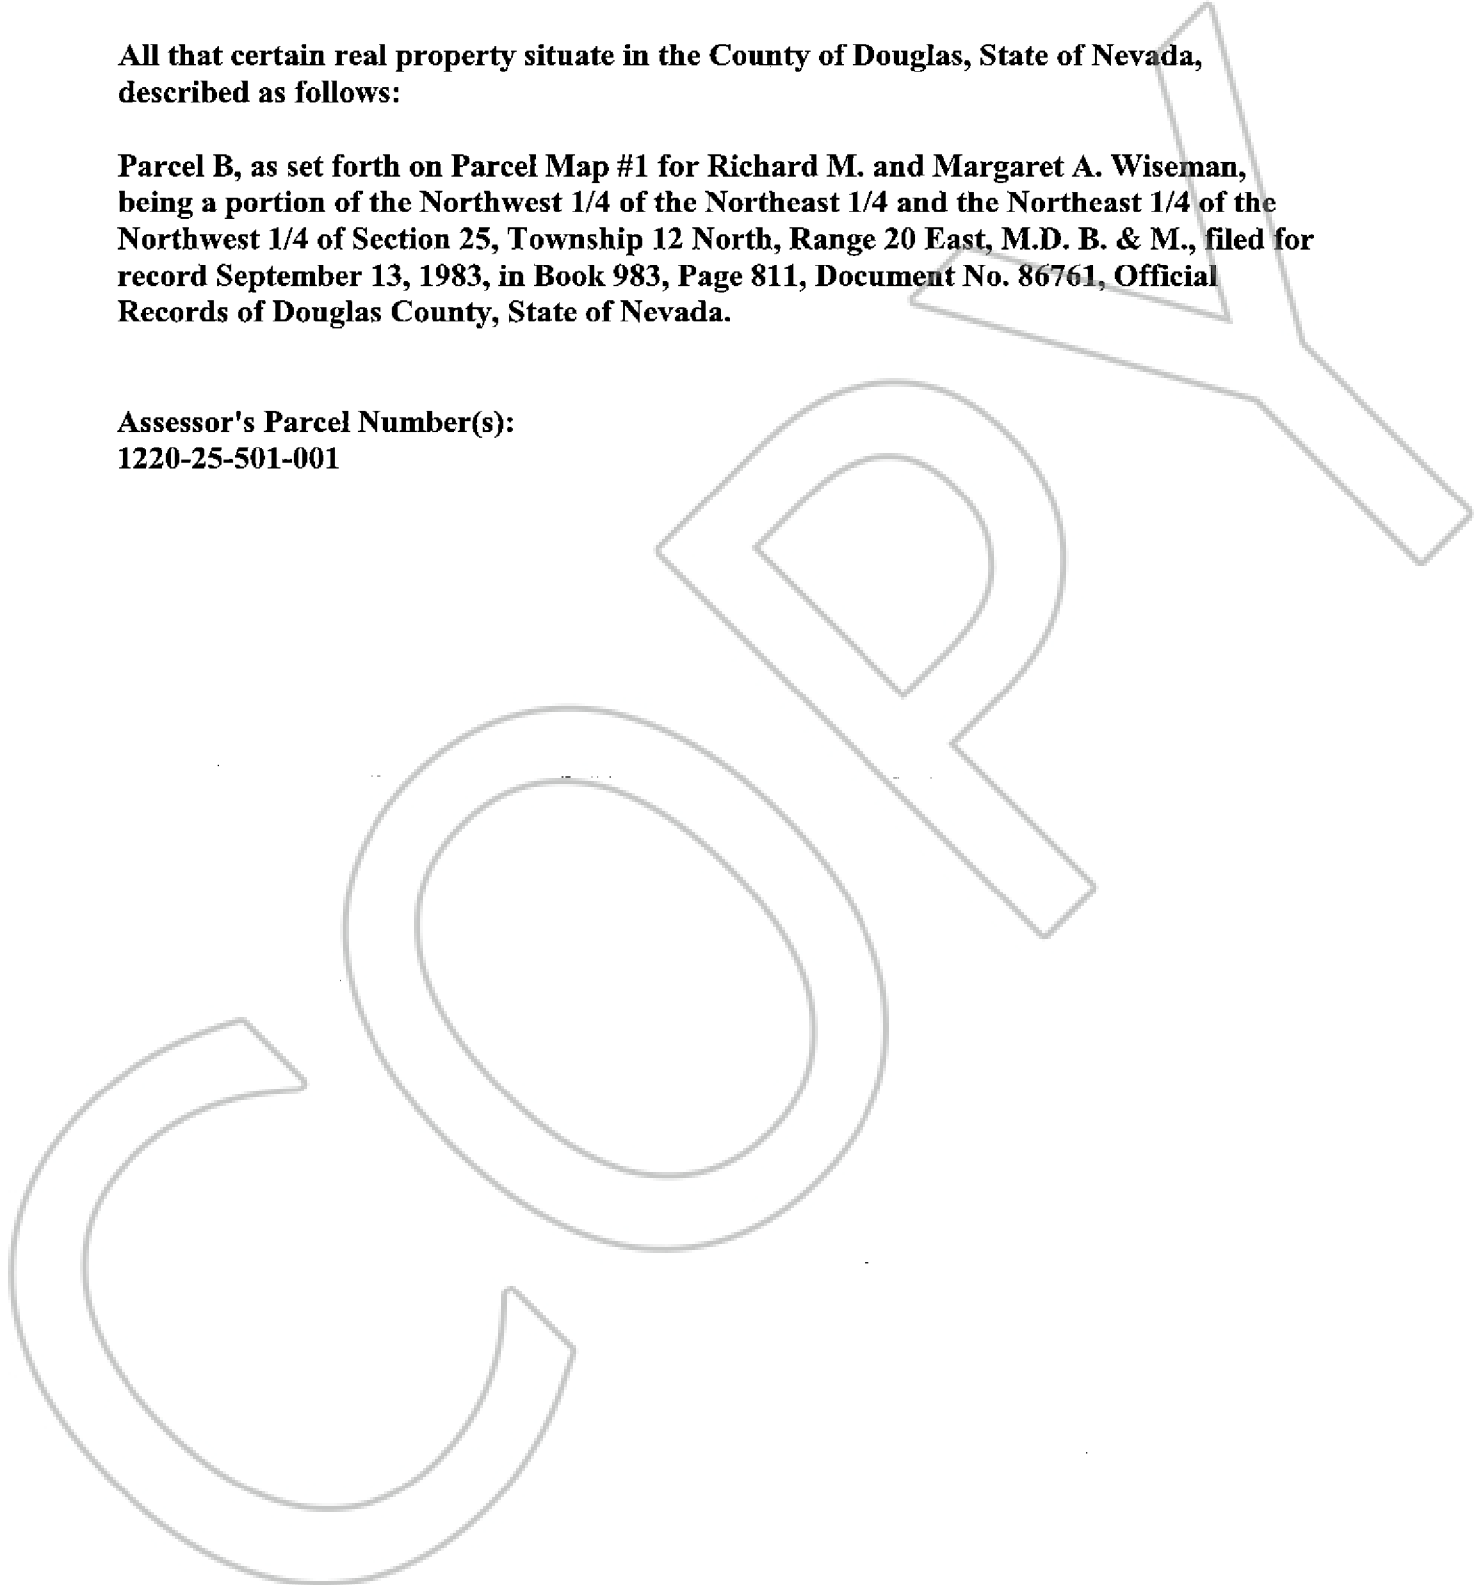 All that certain real property situate in the County of Douglas, State of Nevada,
described as follows:
Parcel B, as set forth on Parcel Map #1 for Richard M. and Margaret A. Wiseman,
being a portion of the Northwest 1/4 of the Northeast 1/4 and the Northeast 1/4 of the
Northwest 1/4 of Section 25, Township 12 North, Range 20 East, M.D. B. & M., filed for
record September 13, 1983, in Book 983, Page 811, Document No. 86761, Official
Records of Douglas County, State of Nevada.
Assessor's Parcel Number(s):
1220-25-501-001
COPY